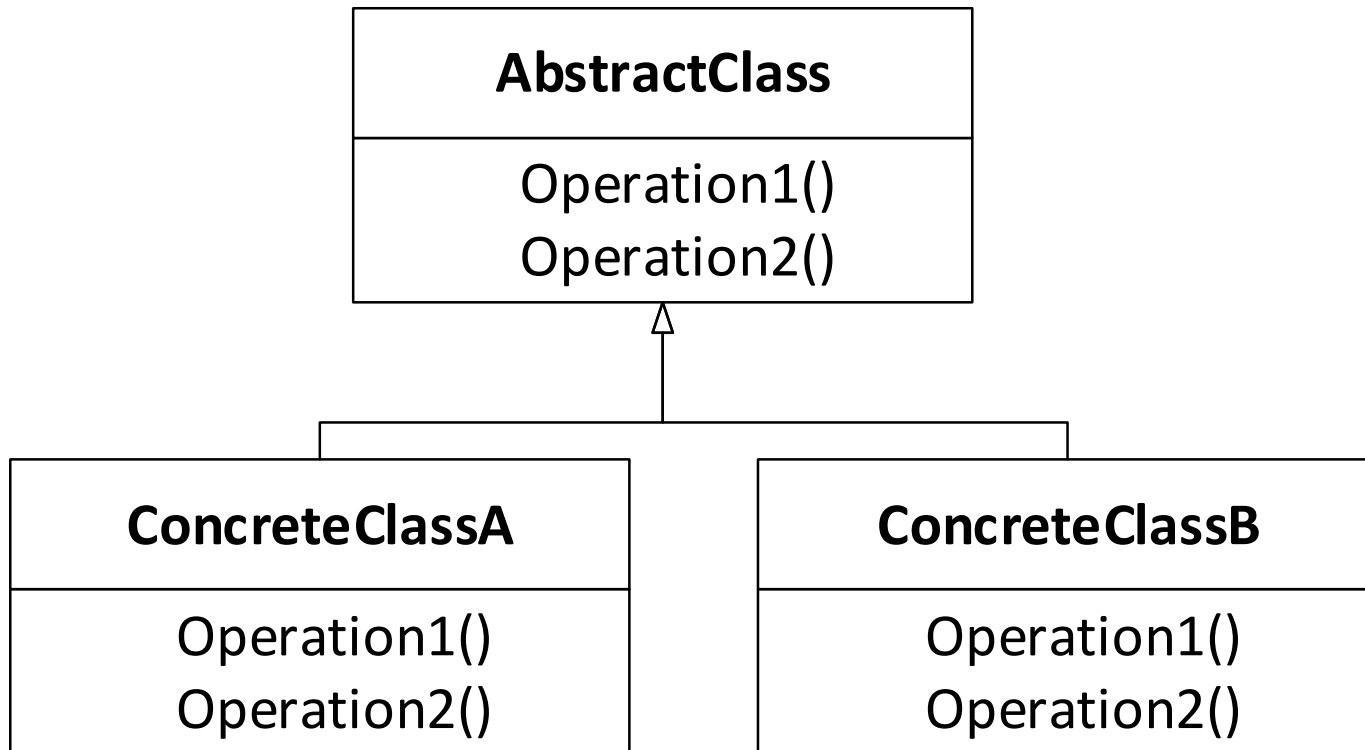 AbstractClass
Operation1()
Operation2()
ConcreteClassA
Operation1()
Operation2()
ConcreteClassB
Operation1()
Operation2()